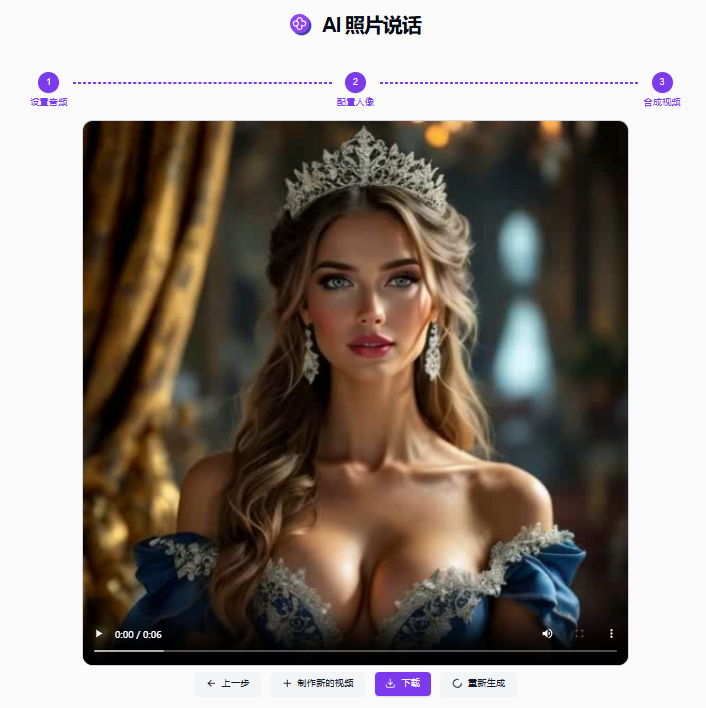 AI 照片说话
1
2
3
设置音频
配置人像
合成视频
0:00 / 0:06
上一步
制作新的视频
下载
重新生成